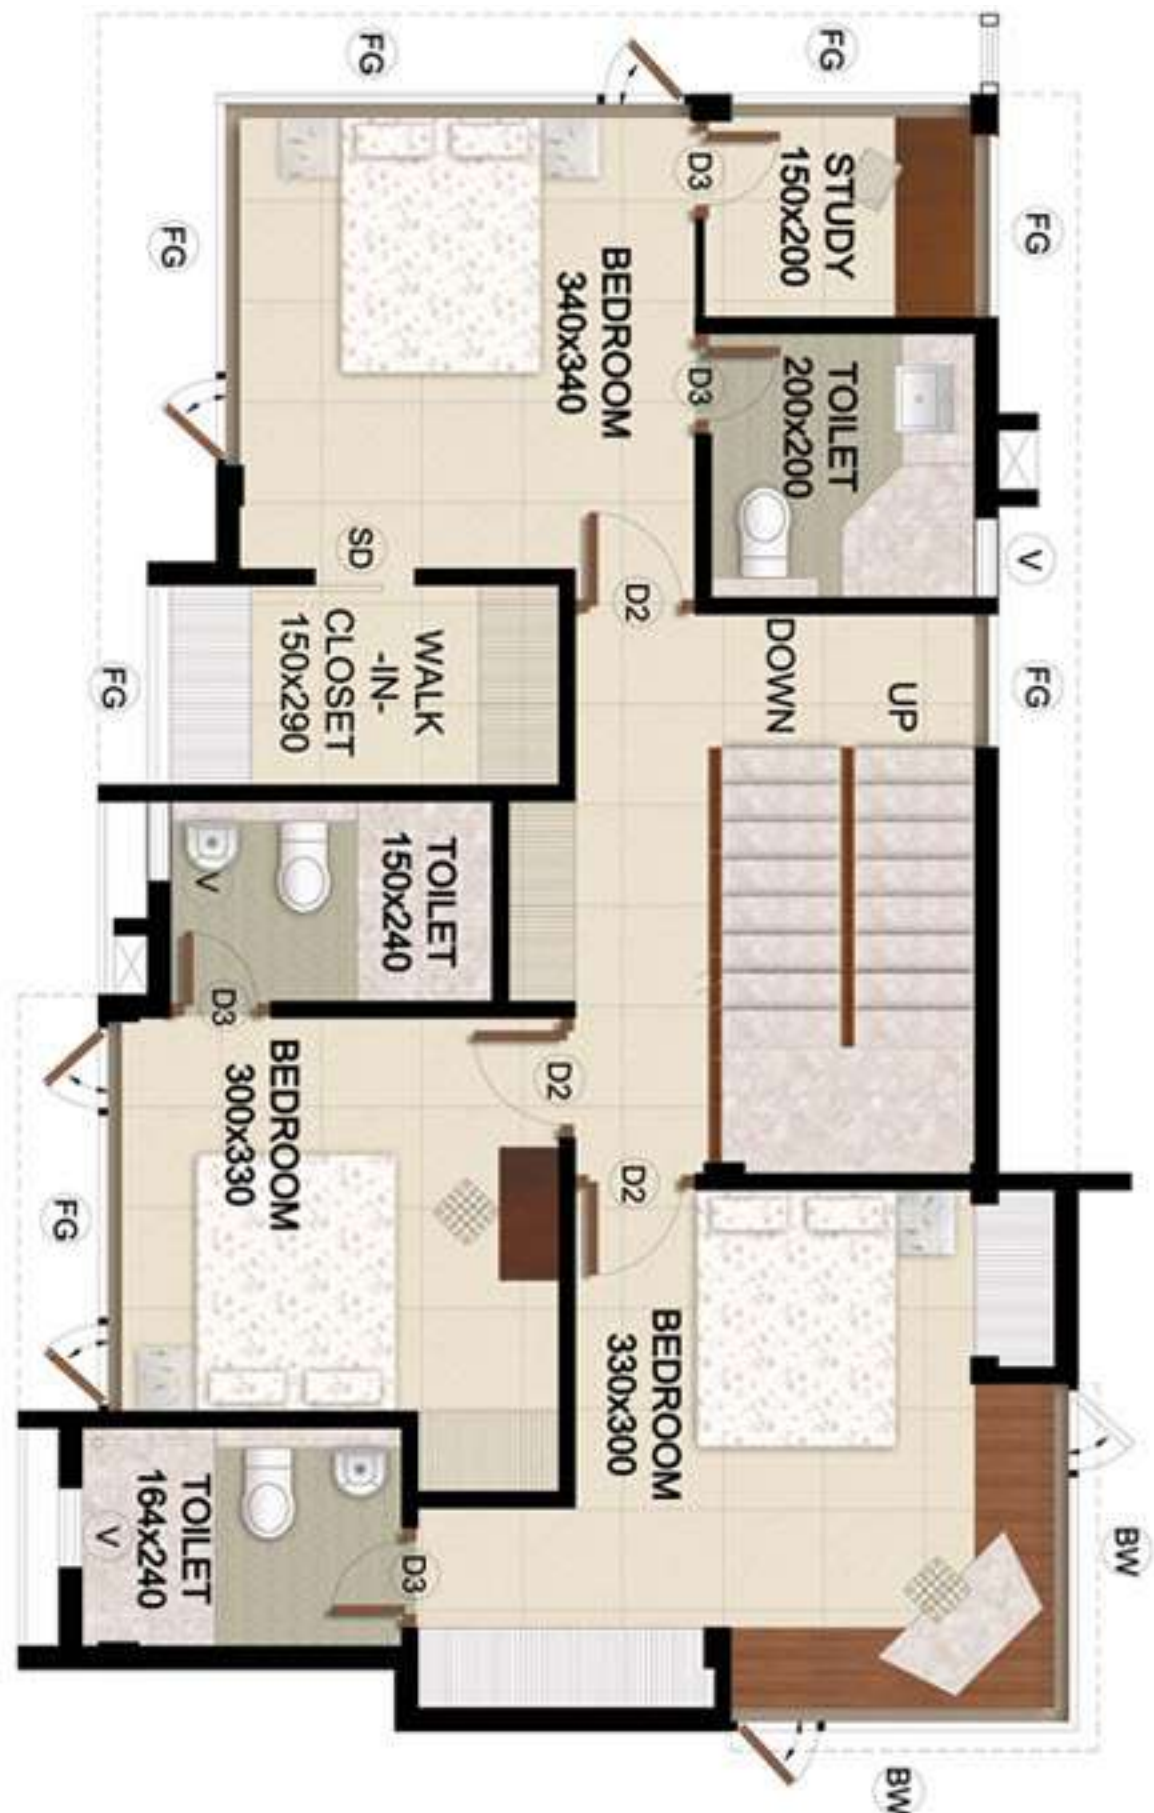 FG
FG
FG
FG
D3
STUDY
150x200
BEDROOM
340x340
D3
TOILET
200x200
V
SD
D2
WALK
-IN-
CLOSET
150x290
FG
DOWN
UP
FG
TOILET
150x240
V
D3
BEDROOM
300x330
D2
D2
FG
BEDROOM
330x300
TOILET
164x240
V
D3
BW
BW